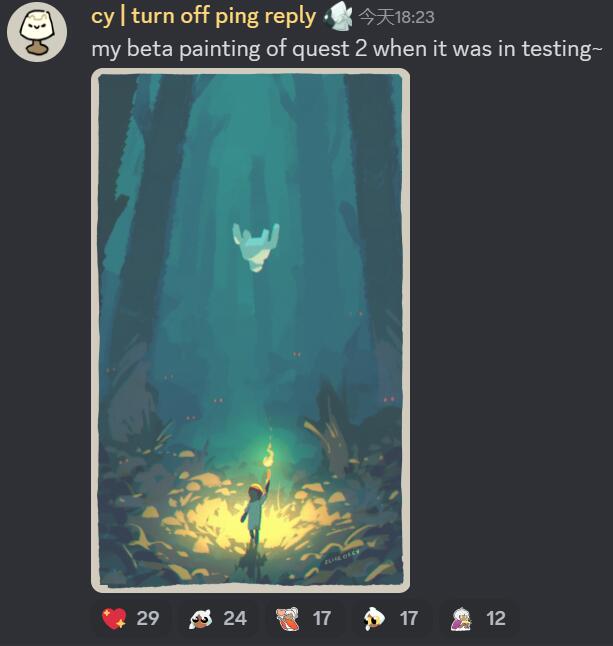 cy | turn off ping reply 今天18:23
my beta painting of quest 2 when it was in testing~
29 24 17 17 12